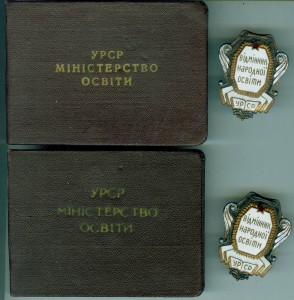 УРСР
МІНІСТЕРСТВО
ОСВІТИ
ВІДМІННИК
НАРОДНОЇ
ОСВІТИ
УРСР
УРСР
МІНІСТЕРСТВО
ОСВІТИ
ВІДМІННИК
НАРОДНОЇ
ОСВІТИ
УРСР